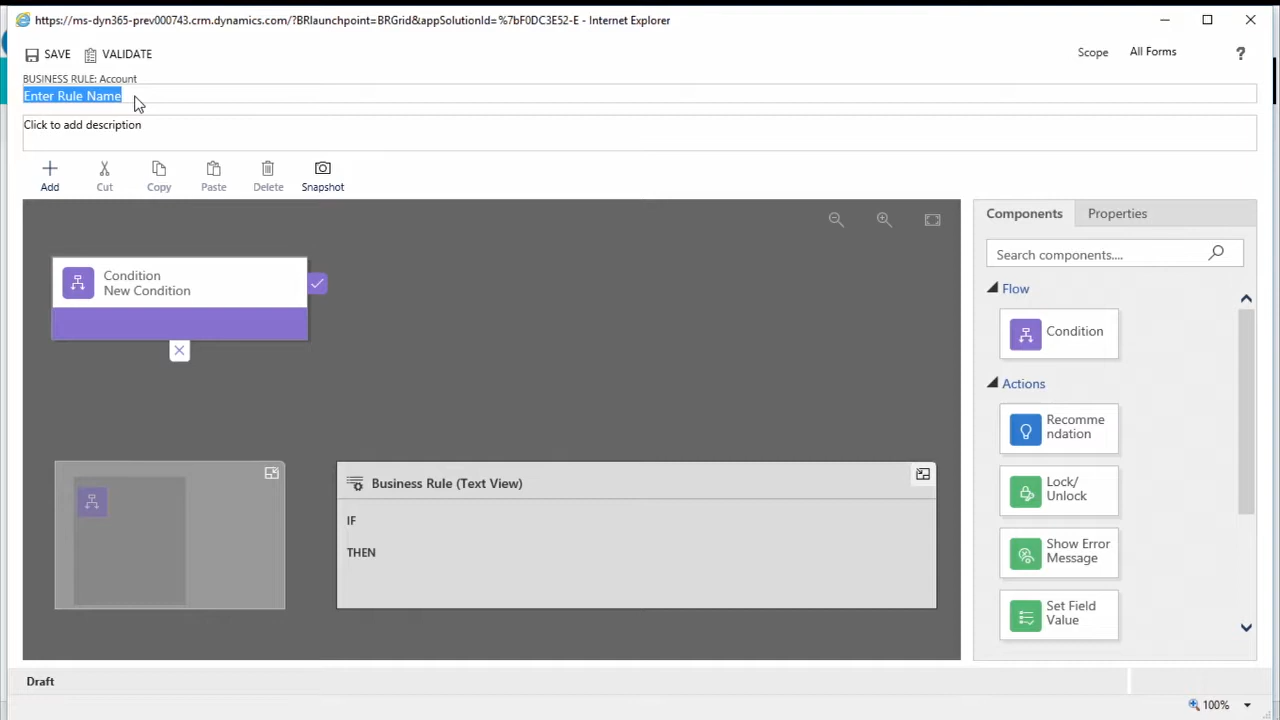 https://ms-dyn365-prev000743.crm.dynamics.com/?BRlaunchpoint=BRGrid&appSolutionId=%7bF0DC3E52-E - Internet Explorer
SAVE VALIDATE Scope All Forms ?
BUSINESS RULE: Account
Enter Rule Name
Click to add description
Add Cut Copy Paste Delete Snapshot
Components Properties
Search components....
Flow
Condition
Condition
New Condition
Actions
Recomme
ndation
Lock/
Unlock
Show Error
Message
Set Field
Value
Business Rule (Text View)
IF
THEN
Draft
100%